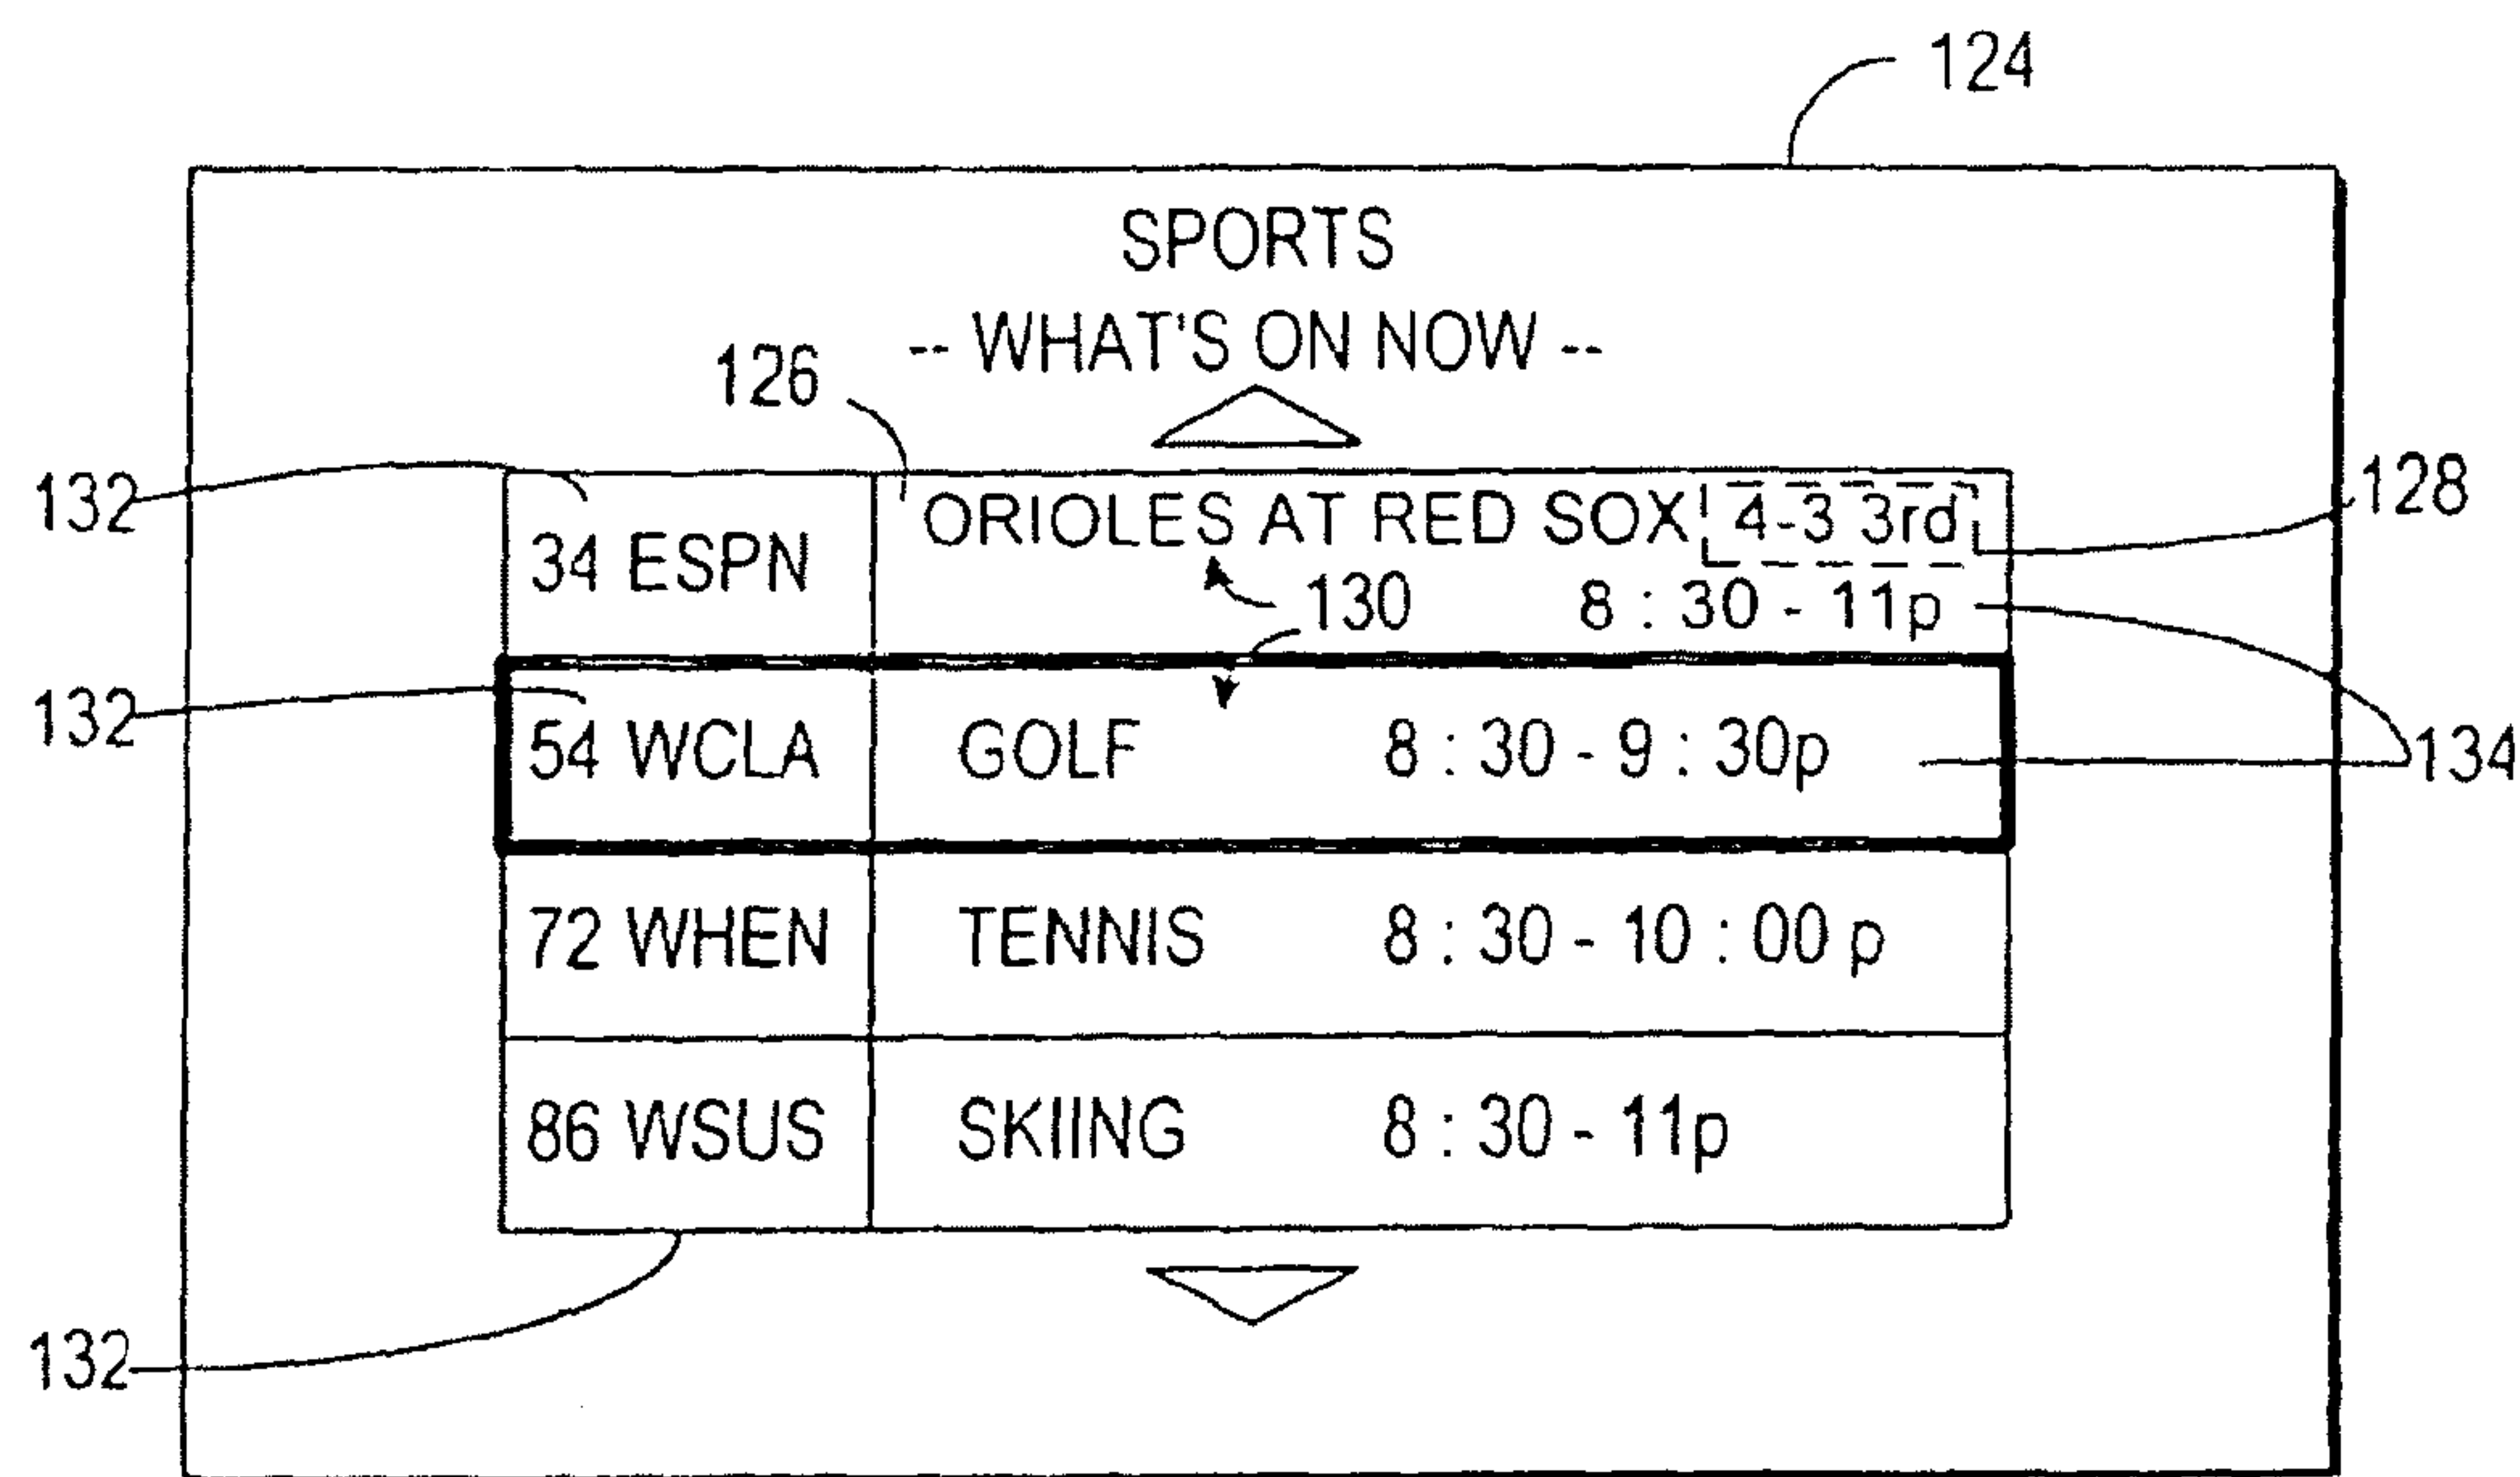 124
SPORTS
-- WHAT'S ON NOW --
126
132
34 ESPN
ORIOLES AT RED SOX 4-3 3rd
128
130
8 : 30 - 11p
132
54 WCLA GOLF 8 : 30 - 9 : 30p
134
72 WHEN TENNIS 8 : 30 - 10 : 00 p
86 WSUS SKIING 8 : 30 - 11p
132